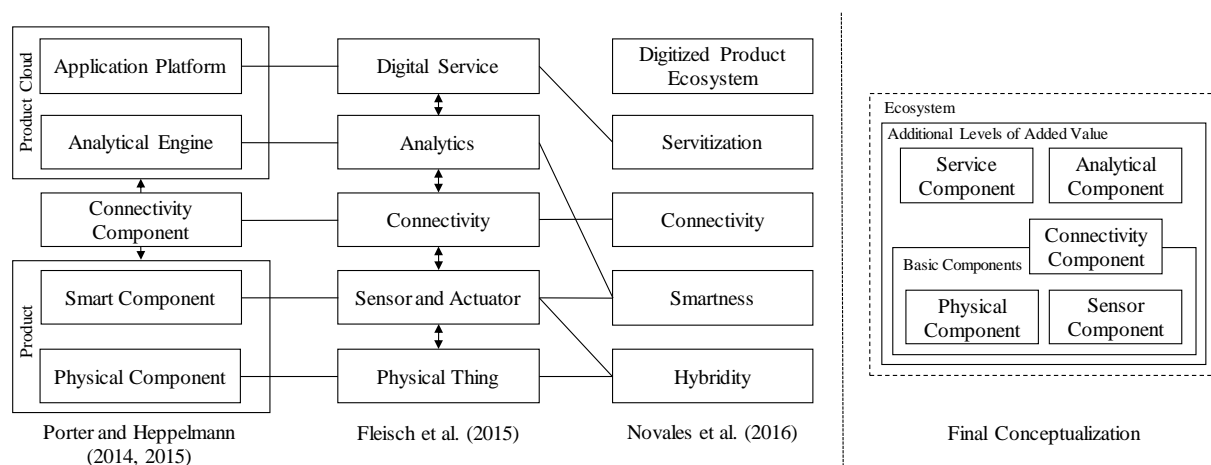 Product Cloud
Application Platform
Analytical Engine
Connectivity
Component
Product
Smart Component
Physical Component
Porter and Heppelmann
(2014, 2015)
Digital Service
Analytics
Connectivity
Sensor and Actuator
Physical Thing
Fleisch et al. (2015)
Digitized Product
Ecosystem
Servitization
Connectivity
Smartness
Hybridity
Novales et al. (2016)
Ecosystem
Additional Levels of Added Value
Service
Component
Analytical
Component
Connectivity
Component
Basic Components
Physical
Component
Sensor
Component
Final Conceptualization